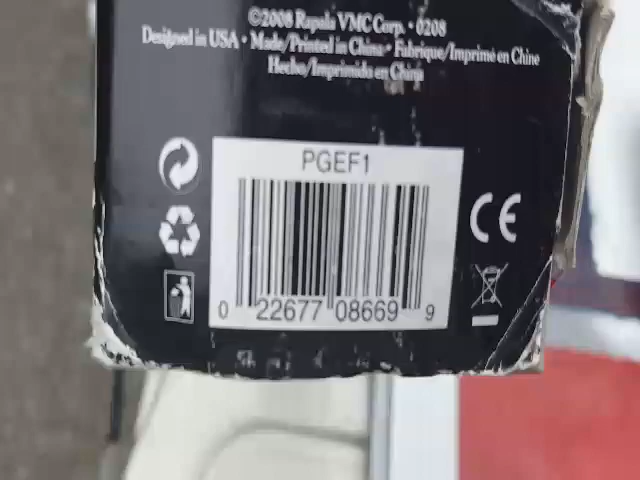 ©2008 Rapala VMC Corp. • 0208
Designed in USA • Made/Printed in China • Fabriqué/Imprimé en Chine
Hecho/Imprimido en China
PGEF1
0 22677 08669 9
CE